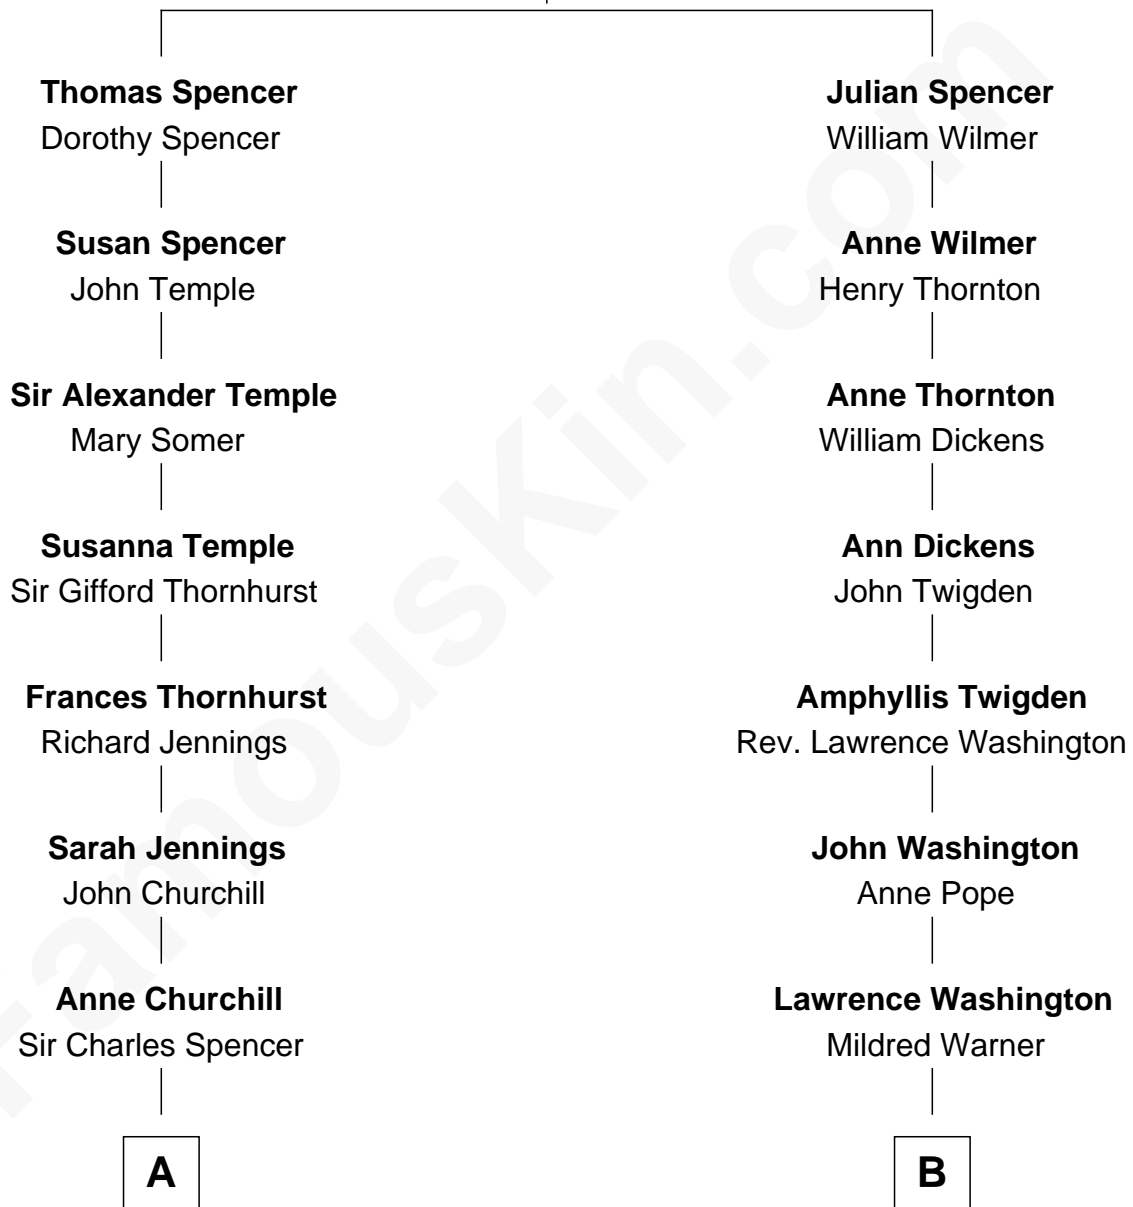 Thomas Spencer
Dorothy Spencer
Susan Spencer
John Temple
Sir Alexander Temple
Mary Somer
Susanna Temple
Sir Gifford Thornhurst
Frances Thornhurst
Richard Jennings
Sarah Jennings
John Churchill
Anne Churchill
Sir Charles Spencer
A
Julian Spencer
William Wilmer
Anne Wilmer
Henry Thornton
Anne Thornton
William Dickens
Ann Dickens
John Twigden
Amphyllis Twigden
Rev. Lawrence Washington
John Washington
Anne Pope
Lawrence Washington
Mildred Warner
B
FamousKin.com